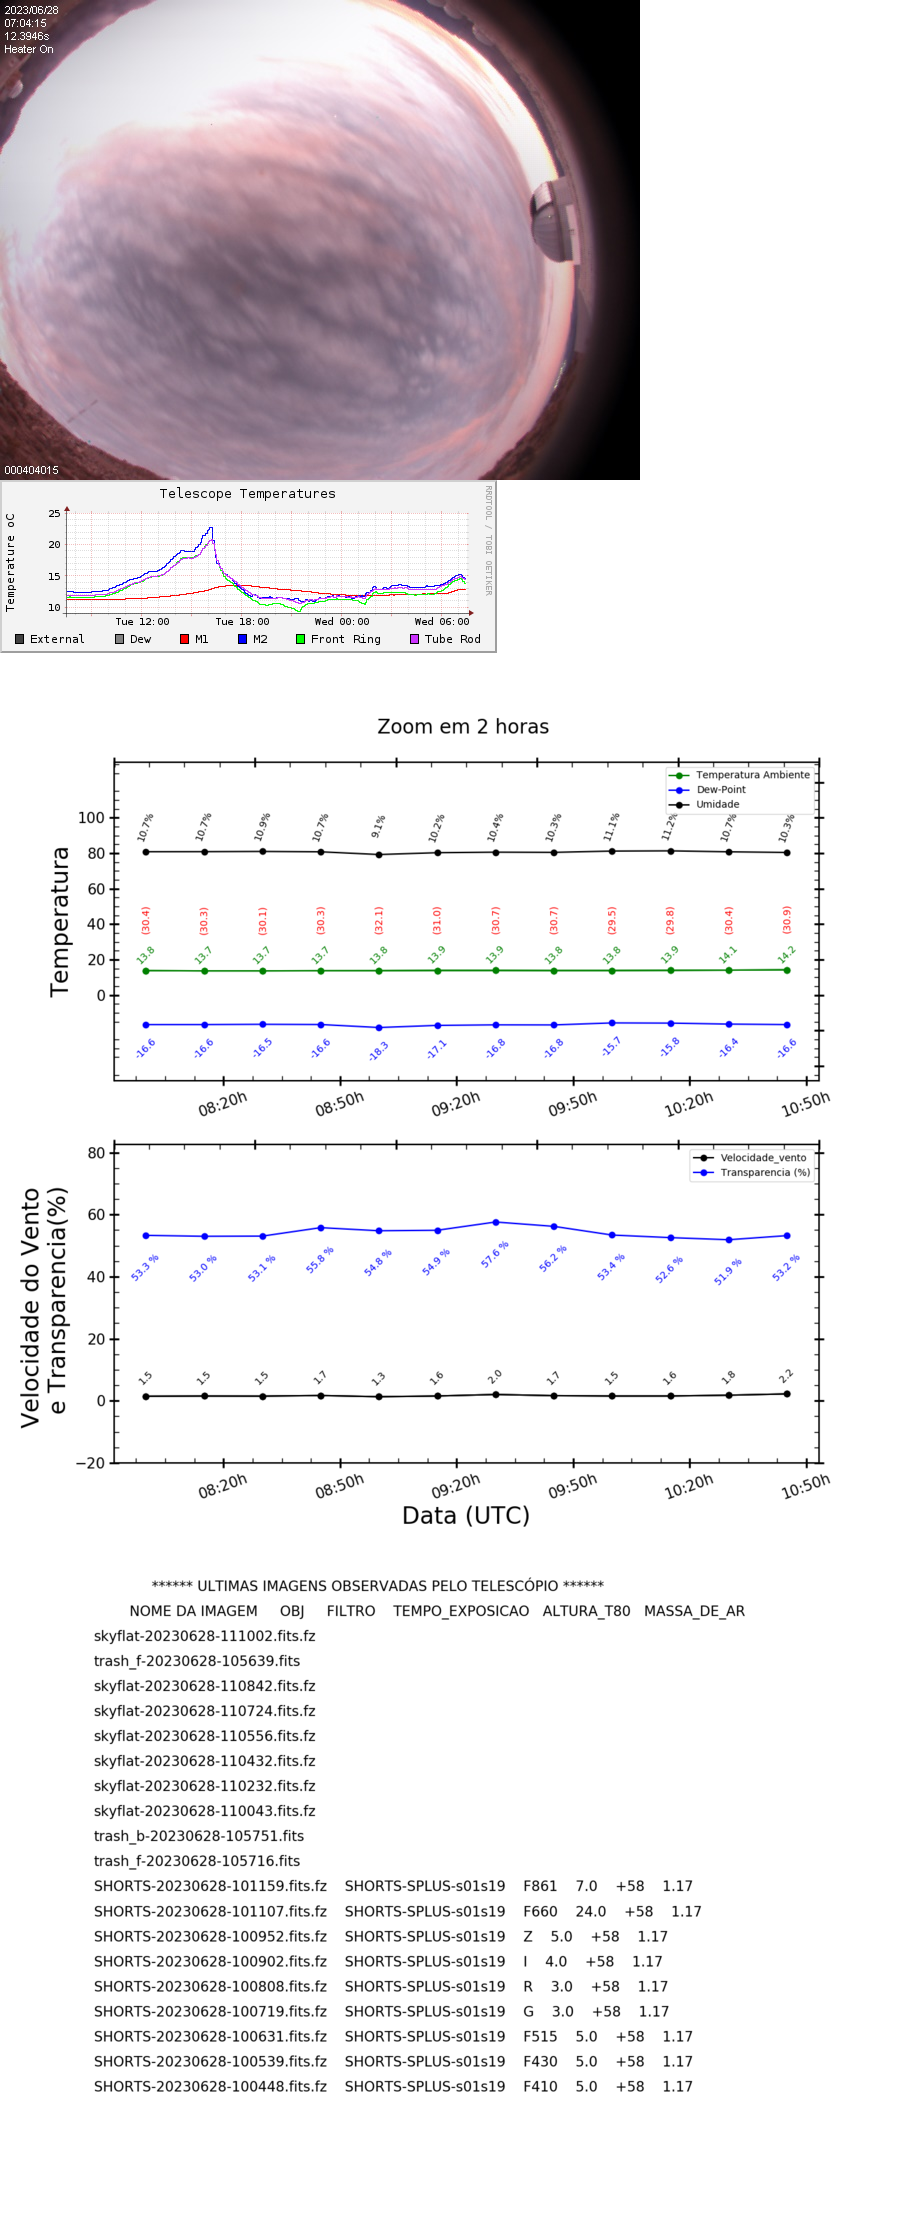 2023/06/28
07:04:15
12.3946s
Heater On
000404015
Telescope Temperatures
RRDTOOL / TOBI OETIKER
Temperature oC
25
20
15
10
Tue 12:00 Tue 18:00 Wed 00:00 Wed 06:00
External Dew M1 M2 Front Ring Tube Rod
Zoom em 2 horas
Temperatura Ambiente
Dew-Point
Umidade
Temperatura
100
80
60
40
20
0
10.7% 10.7% 10.9% 10.7% 9.1% 10.2% 10.4% 10.3% 11.1% 11.2% 10.7% 10.3%
(30.4) (30.3) (30.1) (30.3) (32.1) (31.0) (30.7) (30.7) (29.5) (29.8) (30.4) (30.9)
13.8 13.7 13.7 13.7 13.8 13.9 13.9 13.8 13.8 13.9 14.1 14.2
-16.6 -16.6 -16.5 -16.6 -18.3 -17.1 -16.8 -16.8 -15.7 -15.8 -16.4 -16.6
08:20h 08:50h 09:20h 09:50h 10:20h 10:50h
Velocidade_vento
Transparencia (%)
Velocidade do Vento
e Transparencia(%)
80
60
40
20
0
−20
53.3 % 53.0 % 53.1 % 55.8 % 54.8 % 54.9 % 57.6 % 56.2 % 53.4 % 52.6 % 51.9 % 53.2 %
1.5 1.5 1.5 1.7 1.3 1.6 2.0 1.7 1.5 1.6 1.8 2.2
08:20h 08:50h 09:20h 09:50h 10:20h 10:50h
Data (UTC)
****** ULTIMAS IMAGENS OBSERVADAS PELO TELESCÓPIO ******
NOME DA IMAGEM OBJ FILTRO TEMPO_EXPOSICAO ALTURA_T80 MASSA_DE_AR
skyflat-20230628-111002.fits.fz
trash_f-20230628-105639.fits
skyflat-20230628-110842.fits.fz
skyflat-20230628-110724.fits.fz
skyflat-20230628-110556.fits.fz
skyflat-20230628-110432.fits.fz
skyflat-20230628-110232.fits.fz
skyflat-20230628-110043.fits.fz
trash_b-20230628-105751.fits
trash_f-20230628-105716.fits
SHORTS-20230628-101159.fits.fz SHORTS-SPLUS-s01s19 F861 7.0 +58 1.17
SHORTS-20230628-101107.fits.fz SHORTS-SPLUS-s01s19 F660 24.0 +58 1.17
SHORTS-20230628-100952.fits.fz SHORTS-SPLUS-s01s19 Z 5.0 +58 1.17
SHORTS-20230628-100902.fits.fz SHORTS-SPLUS-s01s19 I 4.0 +58 1.17
SHORTS-20230628-100808.fits.fz SHORTS-SPLUS-s01s19 R 3.0 +58 1.17
SHORTS-20230628-100719.fits.fz SHORTS-SPLUS-s01s19 G 3.0 +58 1.17
SHORTS-20230628-100631.fits.fz SHORTS-SPLUS-s01s19 F515 5.0 +58 1.17
SHORTS-20230628-100539.fits.fz SHORTS-SPLUS-s01s19 F430 5.0 +58 1.17
SHORTS-20230628-100448.fits.fz SHORTS-SPLUS-s01s19 F410 5.0 +58 1.17